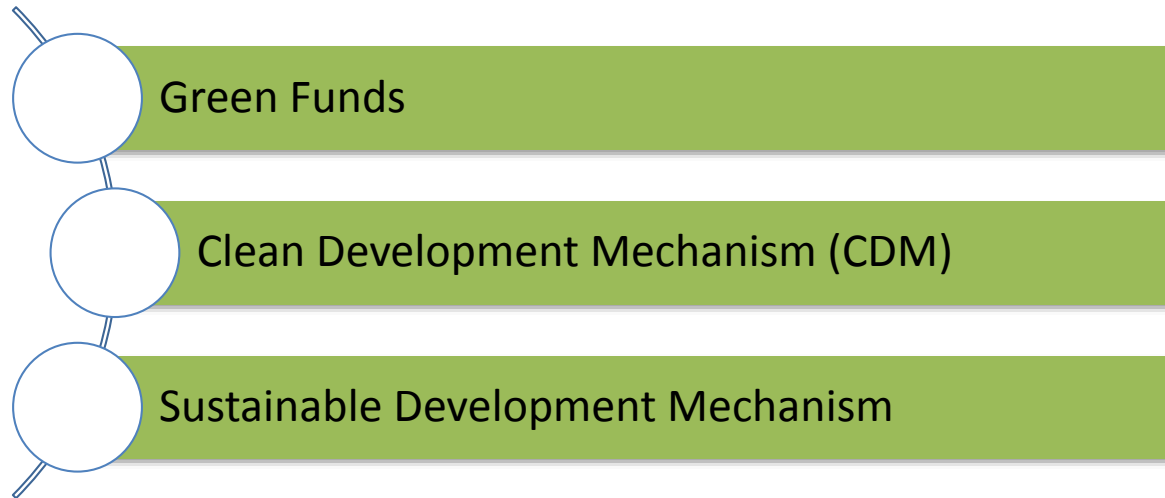 Green Funds
Clean Development Mechanism (CDM)
Sustainable Development Mechanism